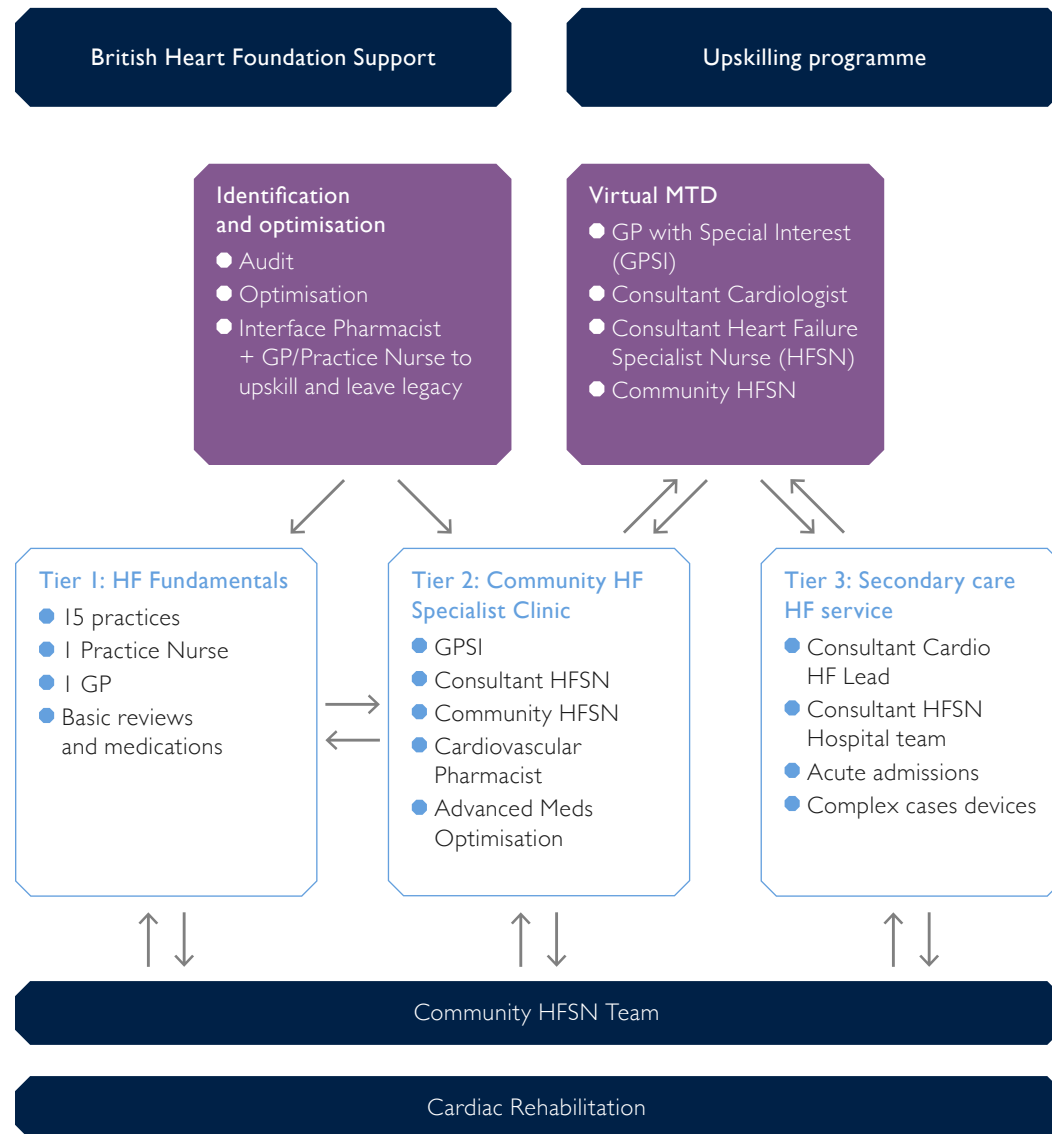 British Heart Foundation Support
Upskilling programme
Identification
and optimisation
Audit
Optimisation
Interface Pharmacist
+ GP/Practice Nurse to
upskill and leave legacy
Virtual MTD
GP with Special Interest
(GPSI)
Consultant Cardiologist
Consultant Heart Failure
Specialist Nurse (HFSN)
Community HFSN
Tier 1: HF Fundamentals
15 practices
1 Practice Nurse
1 GP
Basic reviews
and medications
Tier 2: Community HF
Specialist Clinic
GPSI
Consultant HFSN
Community HFSN
Cardiovascular
Pharmacist
Advanced Meds
Optimisation
Tier 3: Secondary care
HF service
Consultant Cardio
HF Lead
Consultant HFSN
Hospital team
Acute admissions
Complex cases devices
Community HFSN Team
Cardiac Rehabilitation